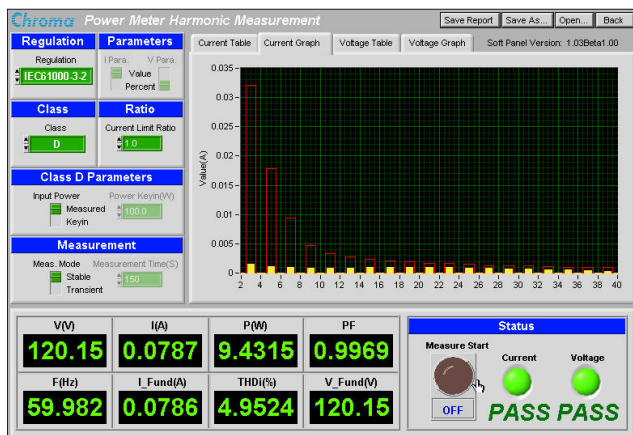 Chroma Power Meter Harmonic Measurement
Save Report Save As... Open... Back
Regulation Parameters
Current Table Current Graph Voltage Table Voltage Graph Soft Panel Version: 1.03Beta1.00
Regulation I Para. V Para.
IEC61000-3-2 Value
Percent
Class Ratio
Class Current Limit Ratio
D 1.0
Class D Parameters
Input Power Power Keyin(W)
Measured 100.0
Keyin
Measurement
Meas. Mode Measurement Time(S)
Stable 150
Transient
Value(A)
0.035
0.03
0.025
0.02
0.015
0.01
0.005
0
2 4 6 8 10 12 14 16 18 20 22 24 26 28 30 32 34 36 38 40
V(V) I(A) P(W) PF
120.15 0.0787 9.4315 0.9969
F(Hz) I_Fund(A) THDi(%) V_Fund(V)
59.982 0.0786 4.9524 120.15
Status
Measure Start Current Voltage
OFF PASS PASS